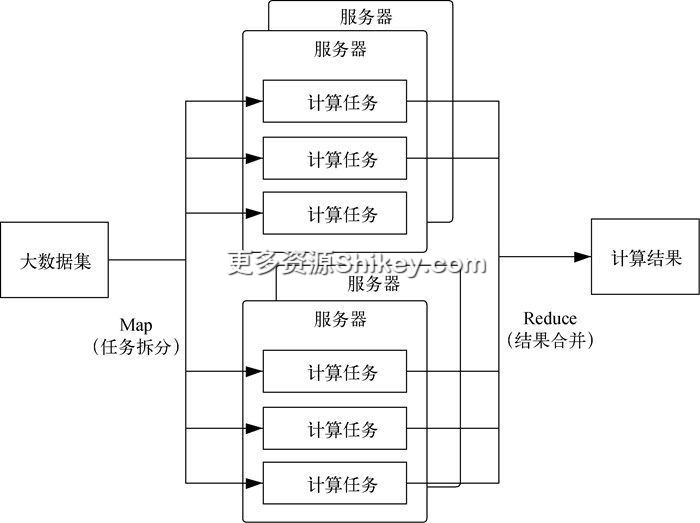 服务器
服务器
计算任务
计算任务
计算任务
大数据集
更多资源Shikey.com
计算结果
服务器
Map
(任务拆分)
服务器
Reduce
(结果合并)
计算任务
计算任务
计算任务